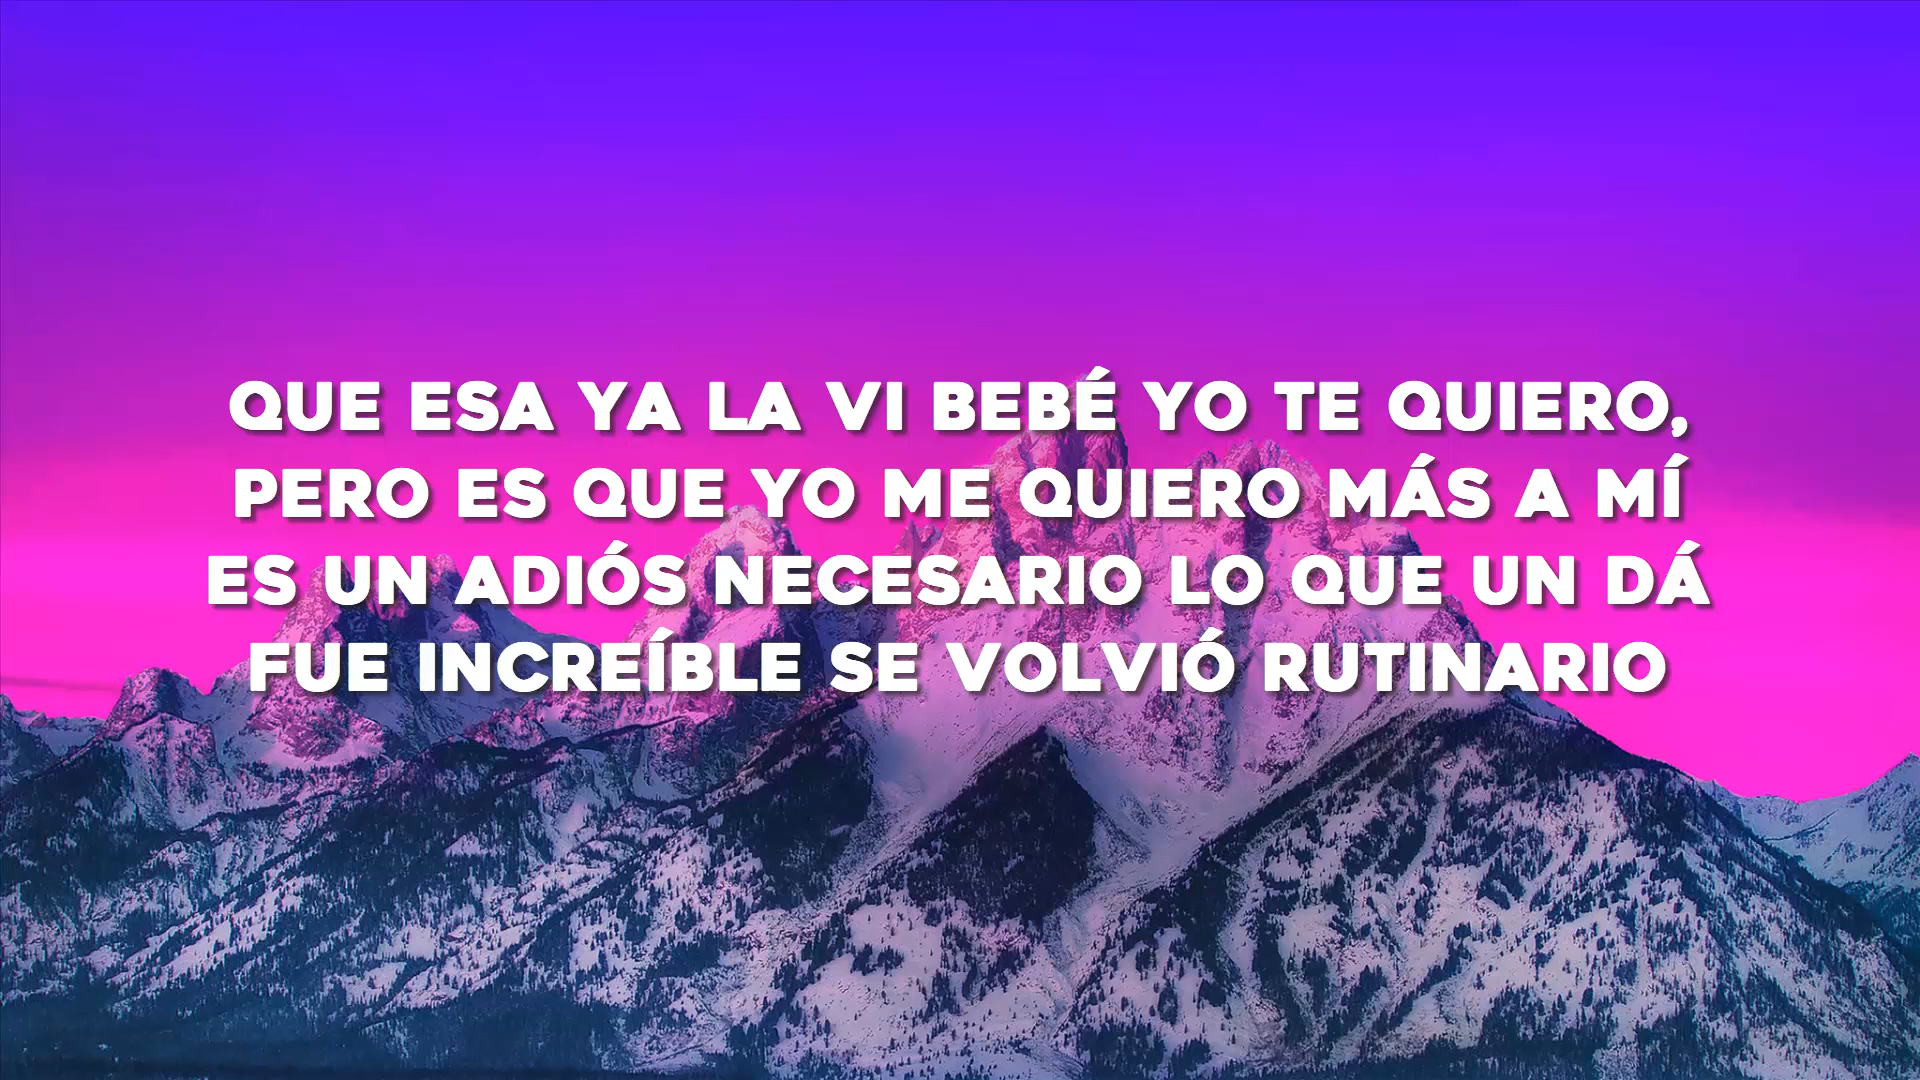 QUE ESA YA LA VI BEBÉ YO TE QUIERO,
PERO ES QUE YO ME QUIERO MÁS A MÍ
ES UN ADIÓS NECESARIO LO QUE UN DÁ
FUE INCREÍBLE SE VOLVIÓ RUTINARIO